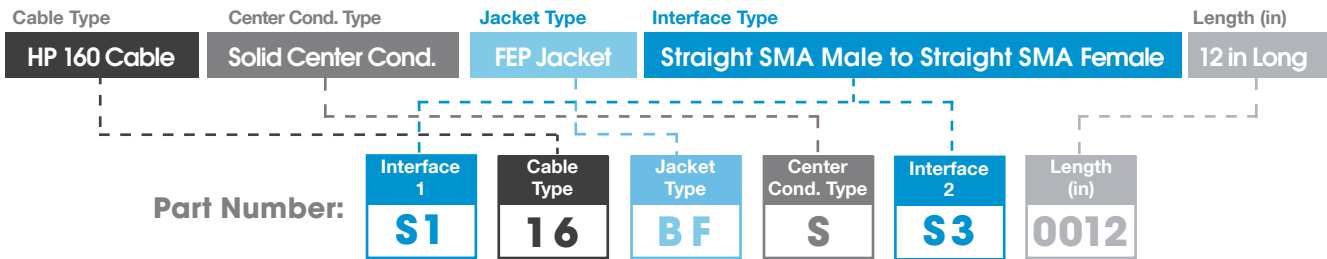 Cable Type Center Cond. Type Jacket Type Interface Type Length (in)
HP 160 Cable Solid Center Cond. FEP Jacket Straight SMA Male to Straight SMA Female 12 in Long
Interface Cable Jacket Center Interface Length
1 Type Type Cond. Type 2 (in)
Part Number: S1 16 BF S S3 0012